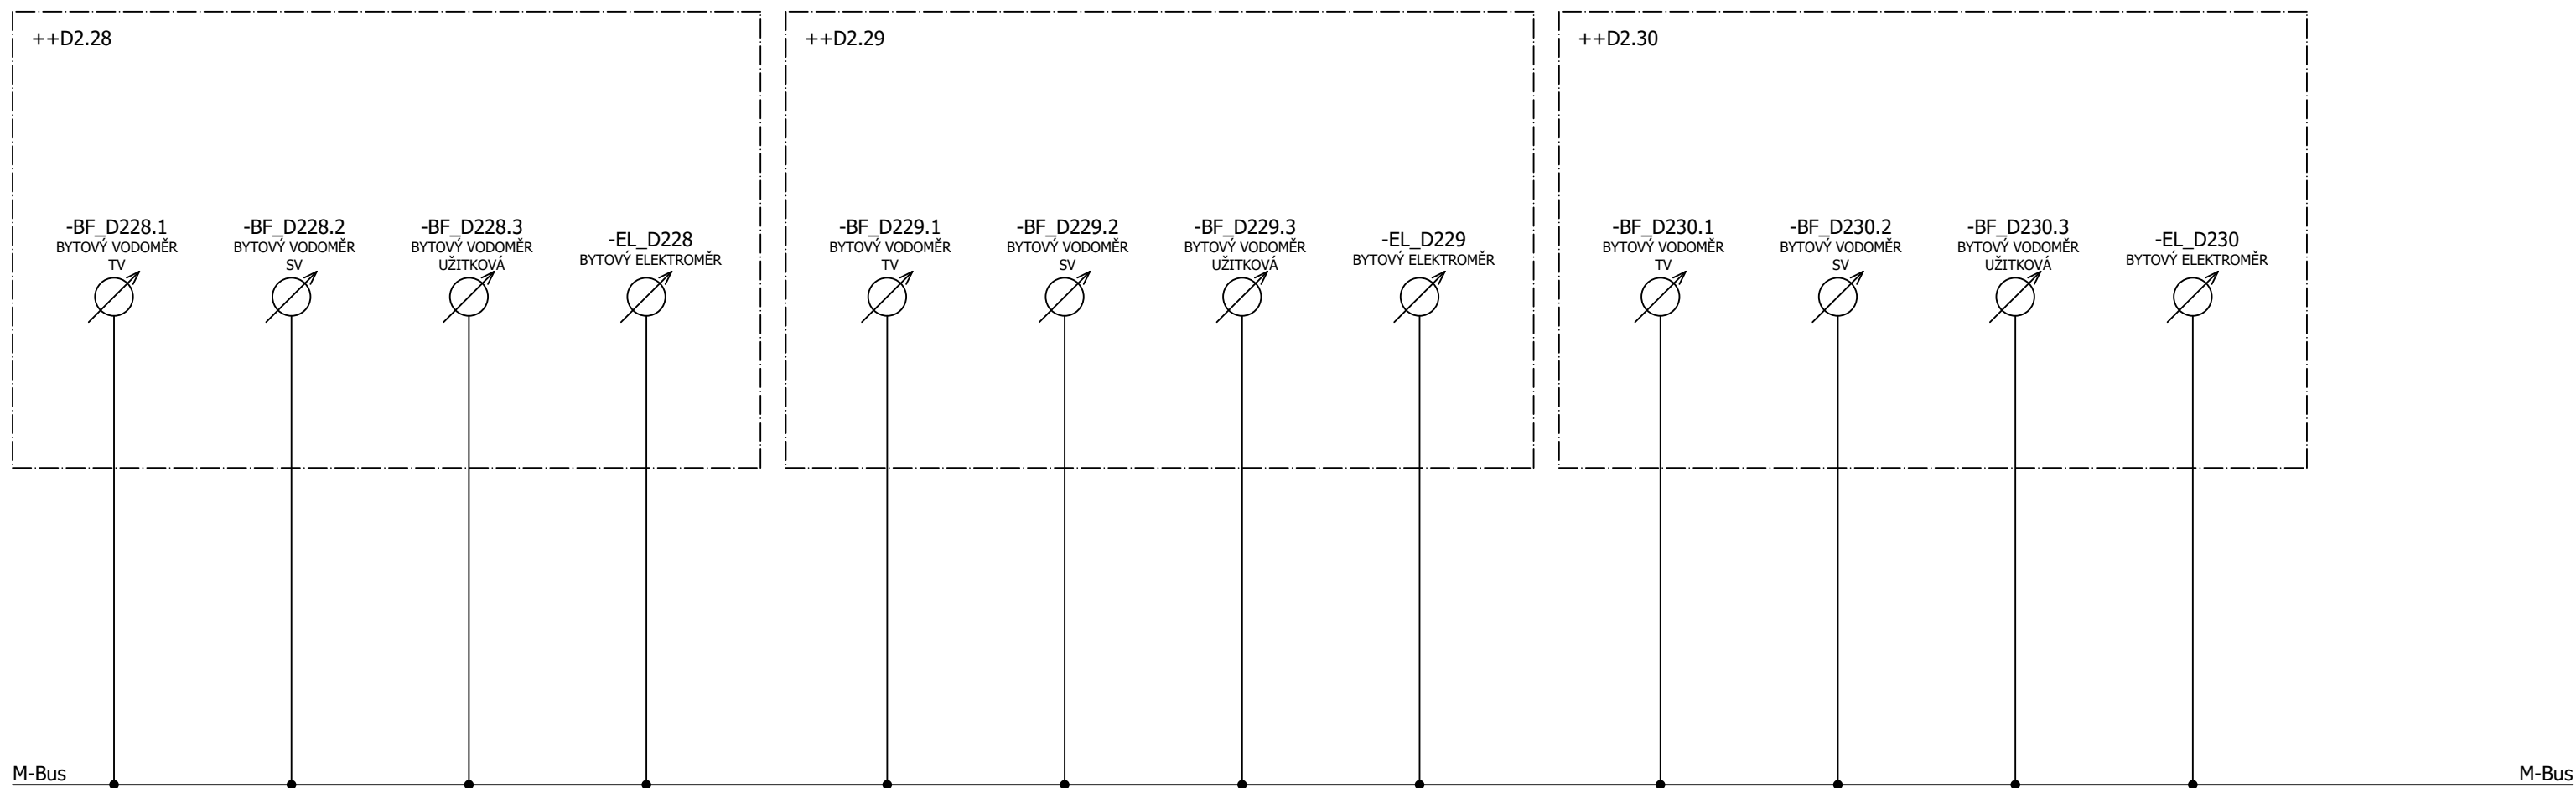 ++D2.28
++D2.29
++D2.30
-BF_D228.1
BYTOVÝ VODOMĚR
TV
-BF_D228.2
BYTOVÝ VODOMĚR
SV
-BF_D228.3
BYTOVÝ VODOMĚR
UŽITKOVÁ
-EL_D228
BYTOVÝ ELEKTROMĚR
-BF_D229.1
BYTOVÝ VODOMĚR
TV
-BF_D229.2
BYTOVÝ VODOMĚR
SV
-BF_D229.3
BYTOVÝ VODOMĚR
UŽITKOVÁ
-EL_D229
BYTOVÝ ELEKTROMĚR
-BF_D230.1
BYTOVÝ VODOMĚR
TV
-BF_D230.2
BYTOVÝ VODOMĚR
SV
-BF_D230.3
BYTOVÝ VODOMĚR
UŽITKOVÁ
-EL_D230
BYTOVÝ ELEKTROMĚR
M-Bus
M-Bus